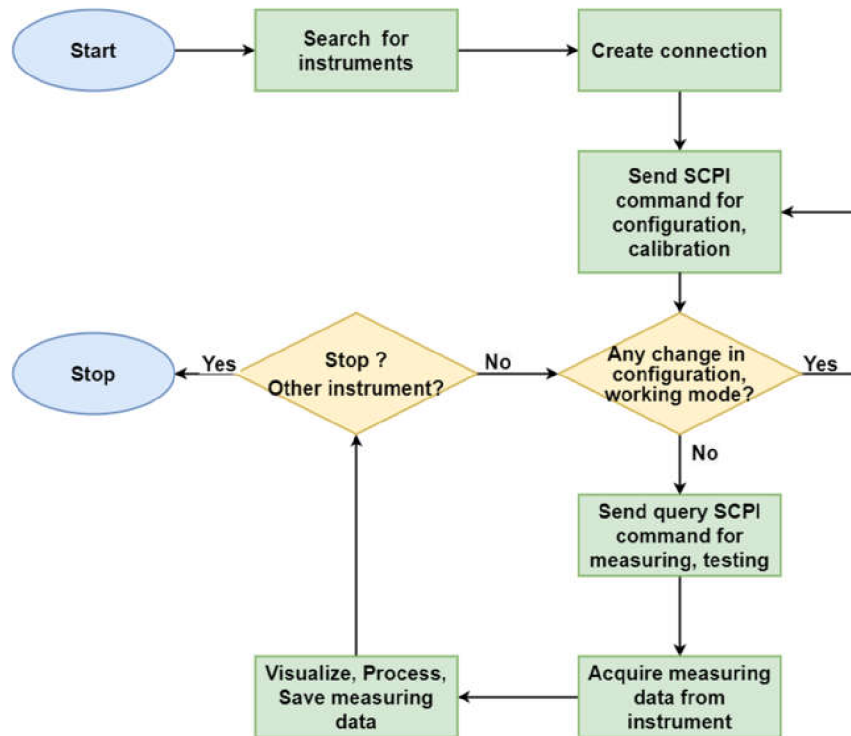 Start
Search for
instruments
Create connection
Send SCPI
command for
configuration,
calibration
Any change in
configuration,
working mode?
Yes
No
Stop ?
Other instrument?
No
Yes
Stop
Send query SCPI
command for
measuring, testing
Acquire measuring
data from
instrument
Visualize, Process,
Save measuring
data